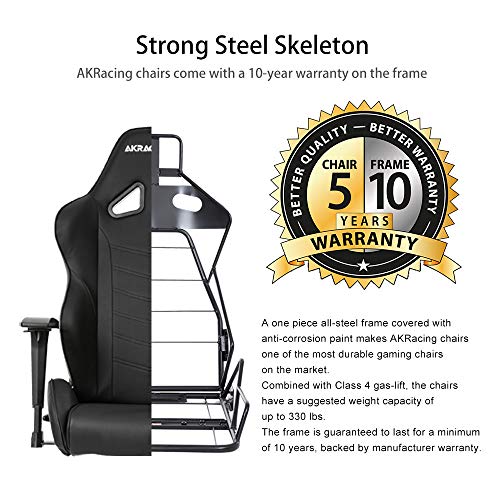 Strong Steel Skeleton
AKRacing chairs come with a 10-year warranty on the frame
AKRAC
BETTER QUALITY — BETTER WARRANTY
CHAIR FRAME
5 10
YEARS
WARRANTY
A one piece all-steel frame covered with
anti-corrosion paint makes AKRacing chairs
one of the most durable gaming chairs
on the market.
Combined with Class 4 gas-lift, the chairs
have a suggested weight capacity of
up to 330 lbs.
The frame is guaranteed to last for a minimum
of 10 years, backed by manufacturer warranty.